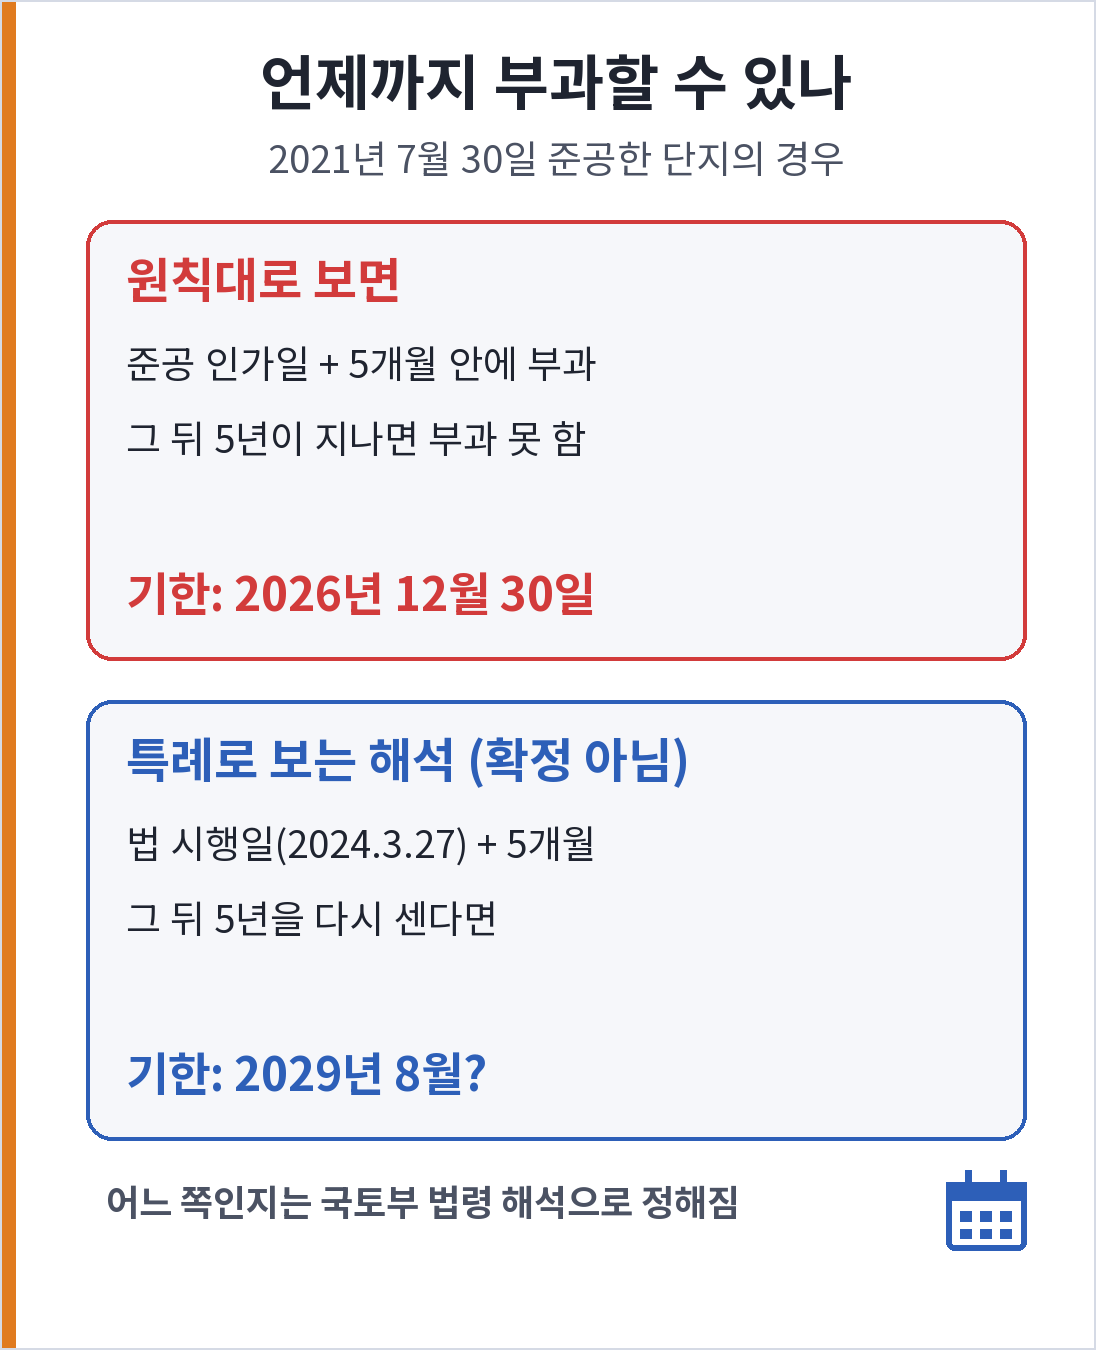 언제까지 부과할 수 있나
2021년 7월 30일 준공한 단지의 경우
원칙대로 보면
준공 인가일 + 5개월 안에 부과
그 뒤 5년이 지나면 부과 못 함
기한: 2026년 12월 30일
특례로 보는 해석 (확정 아님)
법 시행일(2024.3.27) + 5개월
그 뒤 5년을 다시 센다면
기한: 2029년 8월?
어느 쪽인지는 국토부 법령 해석으로 정해짐